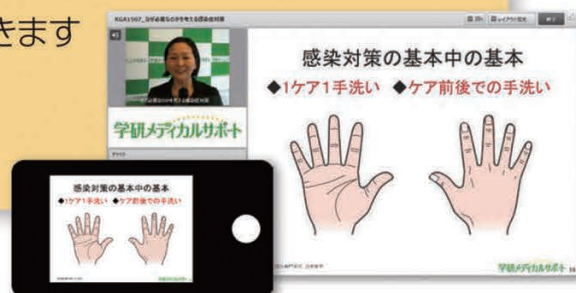 きます
KGA1507_なぜ必要なのかを考える感染症対策
終了
学研メディカルサポート
感染対策の基本中の基本
◆1ケア1手洗い ◆ケア前後での手洗い
学研メディカルサポート
感染対策の基本中の基本
◆1ケア1手洗い ◆ケア前後での手洗い